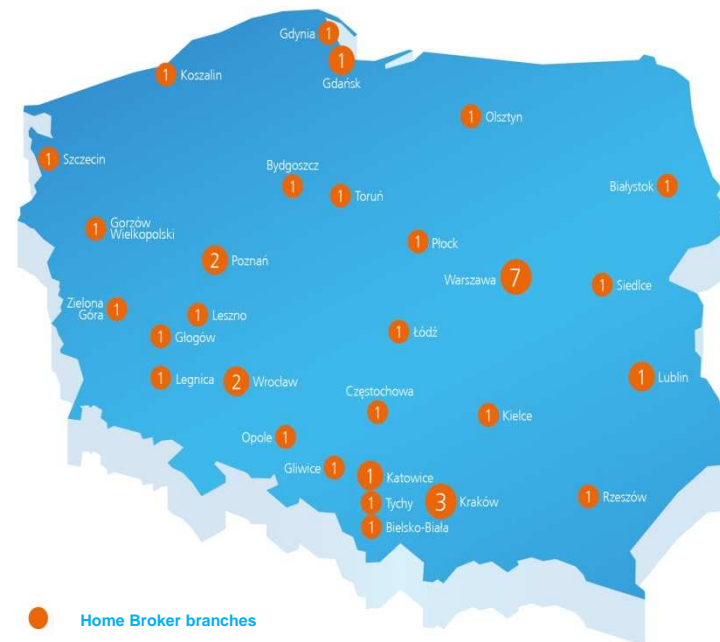 Gdynia 1
1
Gdańsk
1 Koszalin
1 Olsztyn
1 Szczecin
Bydgoszcz
1
1 Toruń
Białystok 1
1 Gorzów
Wielkopolski
1 Płock
2 Poznań
Warszawa 7
1 Siedlce
Zielona
Góra 1
1 Leszno
1 Głogów
1 Łódź
1 Legnica
2 Wrocław
1 Lublin
Częstochowa
1
1 Kielce
Opole 1
Gliwice 1
1 Katowice
1 Tychy
3 Kraków
1 Rzeszów
1 Bielsko-Biała
Home Broker branches